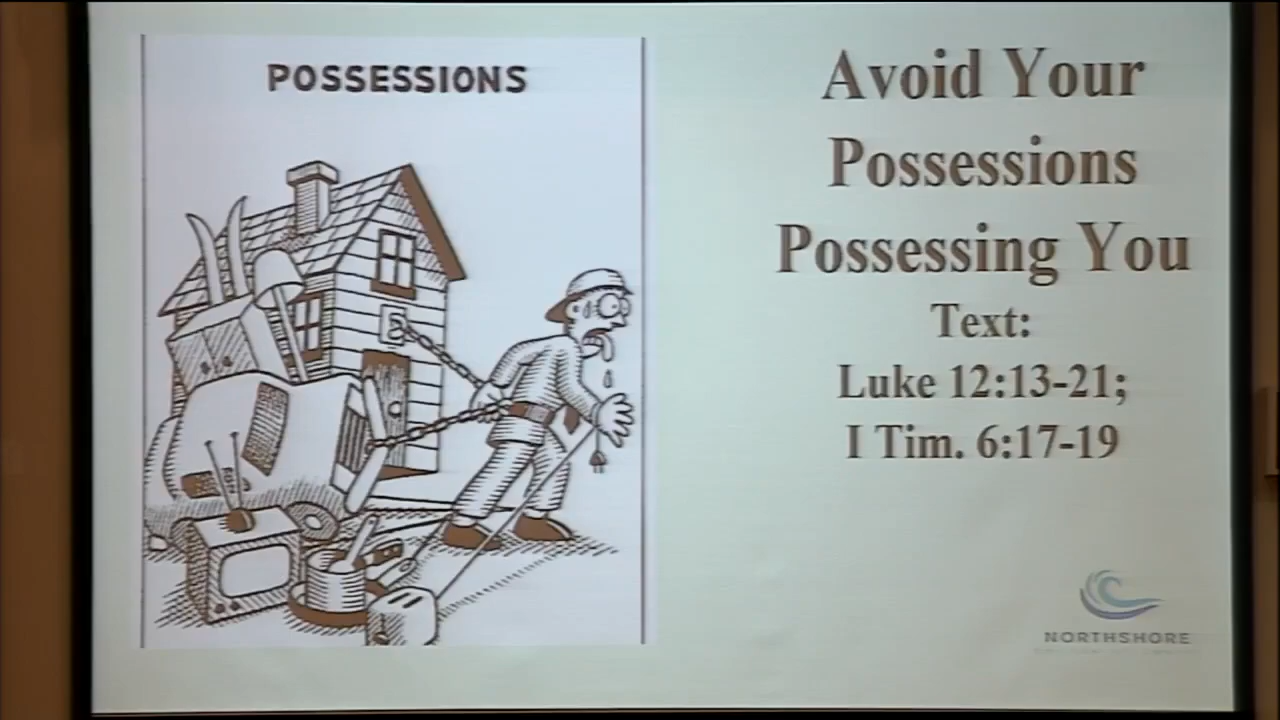 POSSESSIONS
Avoid Your
Possessions
Possessing You
Text:
Luke 12:13-21;
I Tim. 6:17-19
NORTHSHORE